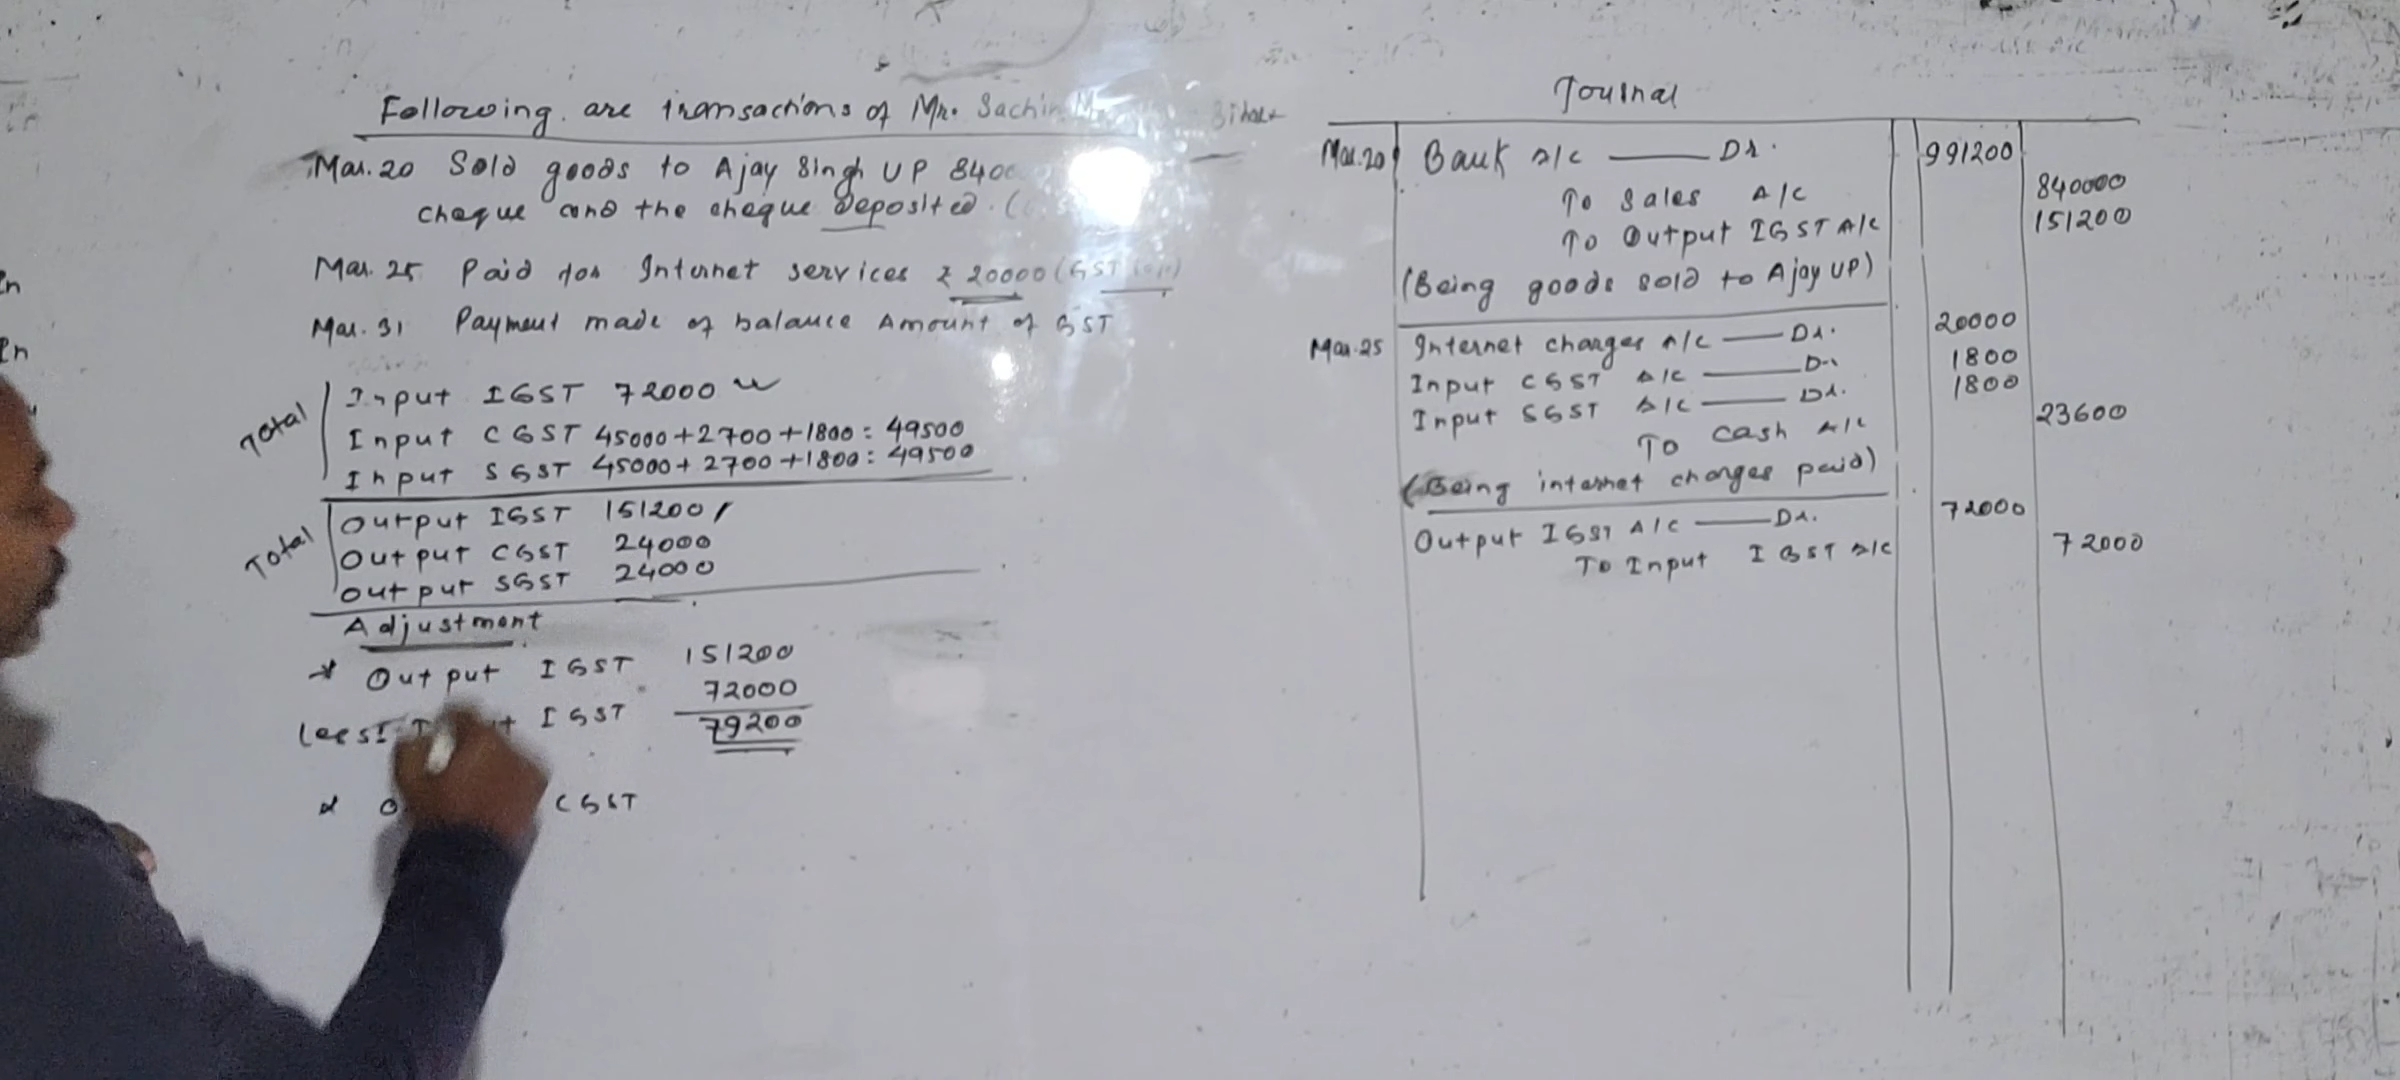 Following are transactions of Mr. Sachin
Mar. 20 Sold goods to Ajay Singh UP 8400
cheque and the cheque deposited. (
Mar. 25 Paid for Internet services ₹ 20000 (GST
Mar. 31 Payment made of balance Amount of GST
Total
Input IGST 72000
Input CGST 45000+2700+1800: 49500
Input SGST 45000+2700+1800: 49500
Total
Output IGST 151200
Output CGST 24000
Output SGST 24000
Adjustment
* Output IGST 151200
IGST 72000
79200
CGST
Journal
Mar.20 Bank A/c — Dr. 991200
To Sales A/c 840000
To Output IGST A/c 151200
(Being goods sold to Ajay UP)
Mar.25 Internet charges A/c — Dr. 20000
Input CGST A/c — Dr. 1800
Input SGST A/c — Dr. 1800
To Cash A/c 23600
(Being internet charges paid)
Output IGST A/c — Dr. 72000
To Input IGST A/c 72000
In
In